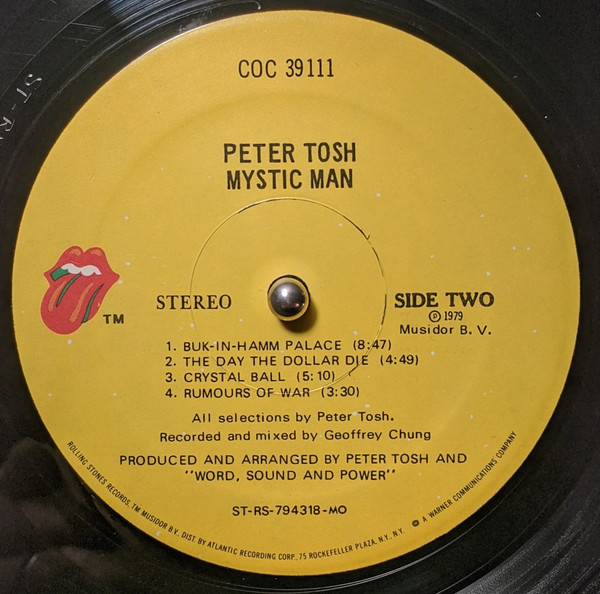 COC 39111
PETER TOSH
MYSTIC MAN
TM
STEREO
SIDE TWO
Ⓟ 1979
Musidor B. V.
1. BUK-IN-HAMM PALACE (8:47)
2. THE DAY THE DOLLAR DIE (4:49)
3. CRYSTAL BALL (5:10)
4. RUMOURS OF WAR (3:30)
All selections by Peter Tosh.
Recorded and mixed by Geoffrey Chung
PRODUCED AND ARRANGED BY PETER TOSH AND
"WORD, SOUND AND POWER"
ST-RS-794318-MO
ROLLING STONES RECORDS, TM MUSIDOR B.V. DIST. BY ATLANTIC RECORDING CORP., 75 ROCKEFELLER PLAZA, N.Y., N.Y. Ⓟ A WARNER COMMUNICATIONS COMPANY